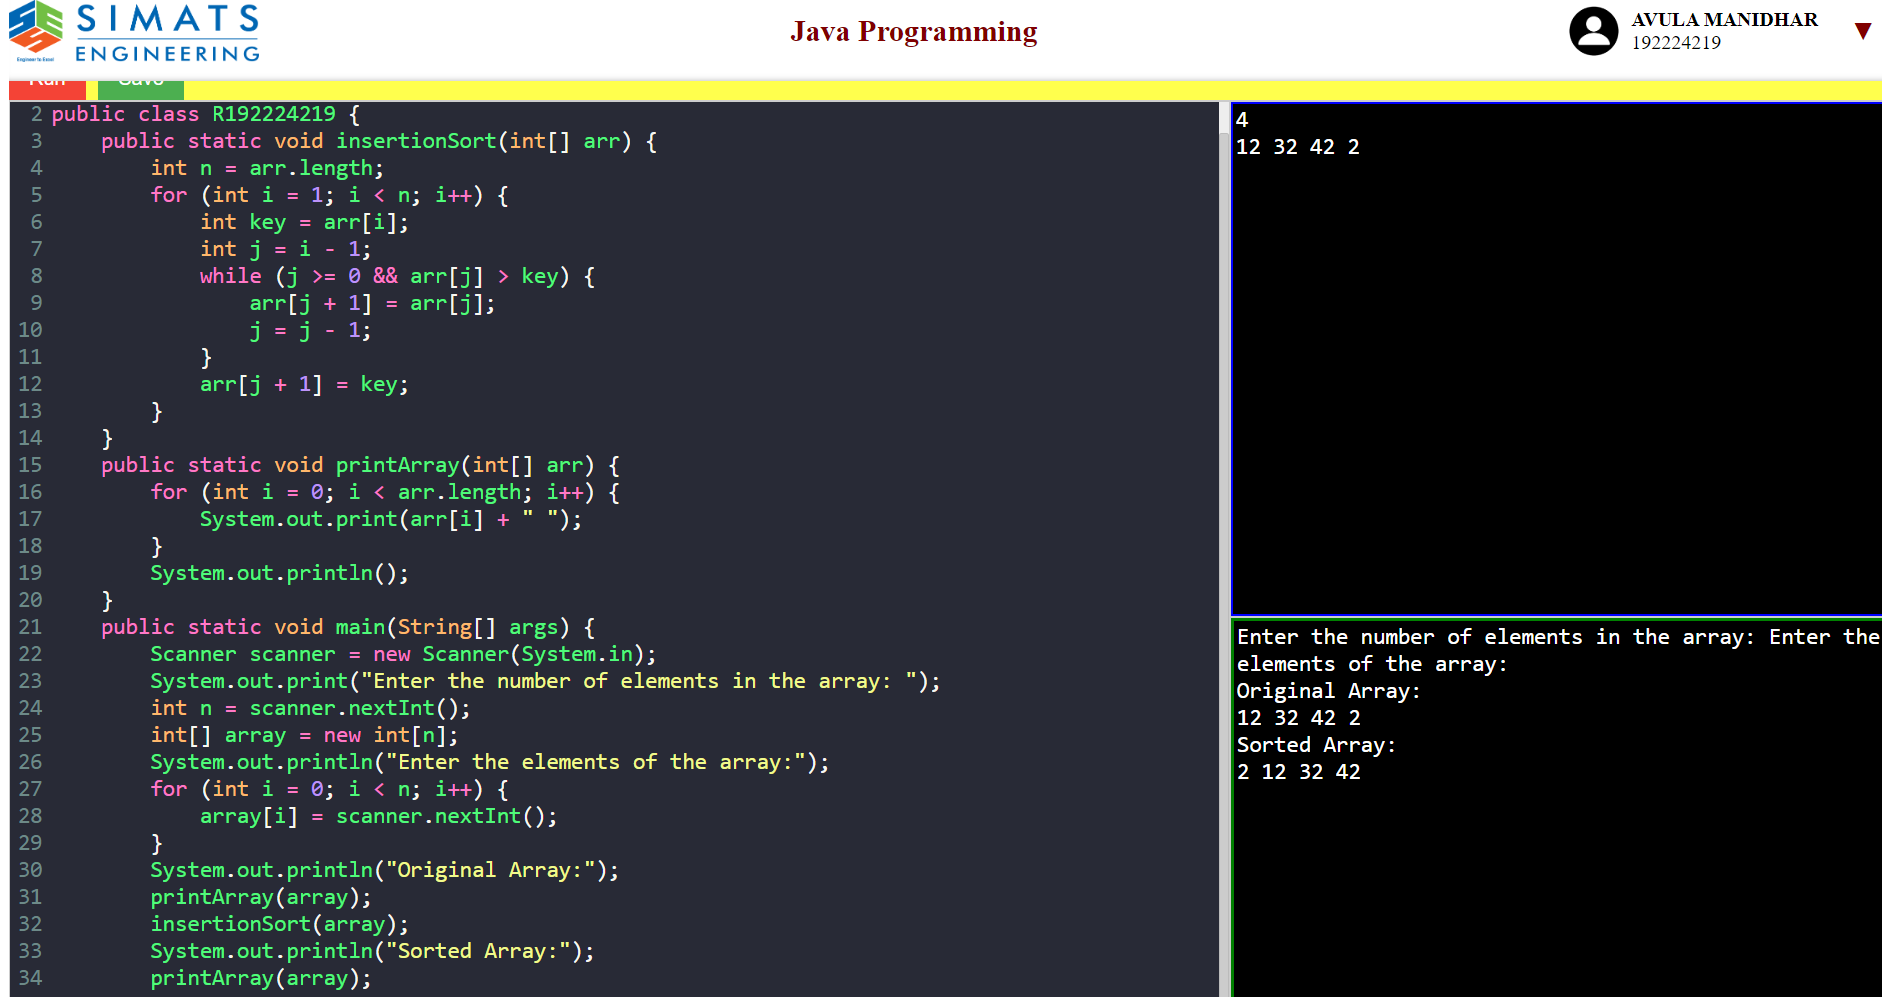 SIMATS
ENGINEERING
Engineer to Excel
Java Programming
AVULA MANIDHAR
192224219
Run Save
2 public class R192224219 {
3     public static void insertionSort(int[] arr) {
4         int n = arr.length;
5         for (int i = 1; i < n; i++) {
6             int key = arr[i];
7             int j = i - 1;
8             while (j >= 0 && arr[j] > key) {
9                 arr[j + 1] = arr[j];
10                 j = j - 1;
11             }
12             arr[j + 1] = key;
13         }
14     }
15     public static void printArray(int[] arr) {
16         for (int i = 0; i < arr.length; i++) {
17             System.out.print(arr[i] + " ");
18         }
19         System.out.println();
20     }
21     public static void main(String[] args) {
22         Scanner scanner = new Scanner(System.in);
23         System.out.print("Enter the number of elements in the array: ");
24         int n = scanner.nextInt();
25         int[] array = new int[n];
26         System.out.println("Enter the elements of the array:");
27         for (int i = 0; i < n; i++) {
28             array[i] = scanner.nextInt();
29         }
30         System.out.println("Original Array:");
31         printArray(array);
32         insertionSort(array);
33         System.out.println("Sorted Array:");
34         printArray(array);
4
12 32 42 2
Enter the number of elements in the array: Enter the
elements of the array:
Original Array:
12 32 42 2
Sorted Array:
2 12 32 42